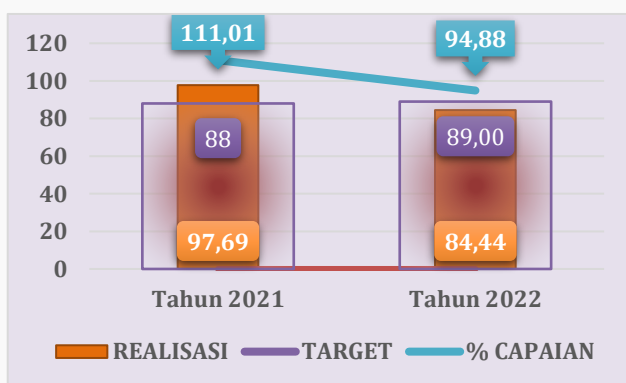 111,01
94,88
120
100
80
60
40
20
0
88
89,00
97,69
84,44
Tahun 2021
Tahun 2022
REALISASI
TARGET
% CAPAIAN